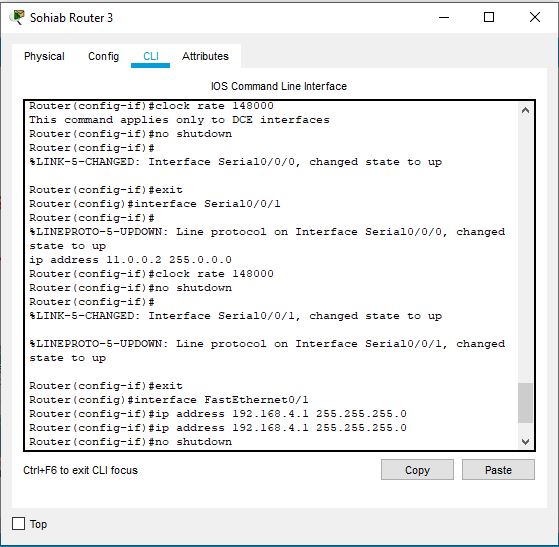 Sohiab Router 3
Physical Config CLI Attributes
IOS Command Line Interface
Router(config-if)#clock rate 148000
This command applies only to DCE interfaces
Router(config-if)#no shutdown
Router(config-if)#
%LINK-5-CHANGED: Interface Serial0/0/0, changed state to up
Router(config-if)#exit
Router(config)#interface Serial0/0/1
Router(config-if)#
%LINEPROTO-5-UPDOWN: Line protocol on Interface Serial0/0/0, changed
state to up
ip address 11.0.0.2 255.0.0.0
Router(config-if)#clock rate 148000
Router(config-if)#no shutdown
Router(config-if)#
%LINK-5-CHANGED: Interface Serial0/0/1, changed state to up
%LINEPROTO-5-UPDOWN: Line protocol on Interface Serial0/0/1, changed
state to up
Router(config-if)#exit
Router(config)#interface FastEthernet0/1
Router(config-if)#ip address 192.168.4.1 255.255.255.0
Router(config-if)#ip address 192.168.4.1 255.255.255.0
Router(config-if)#no shutdown
Ctrl+F6 to exit CLI focus
Copy Paste
Top